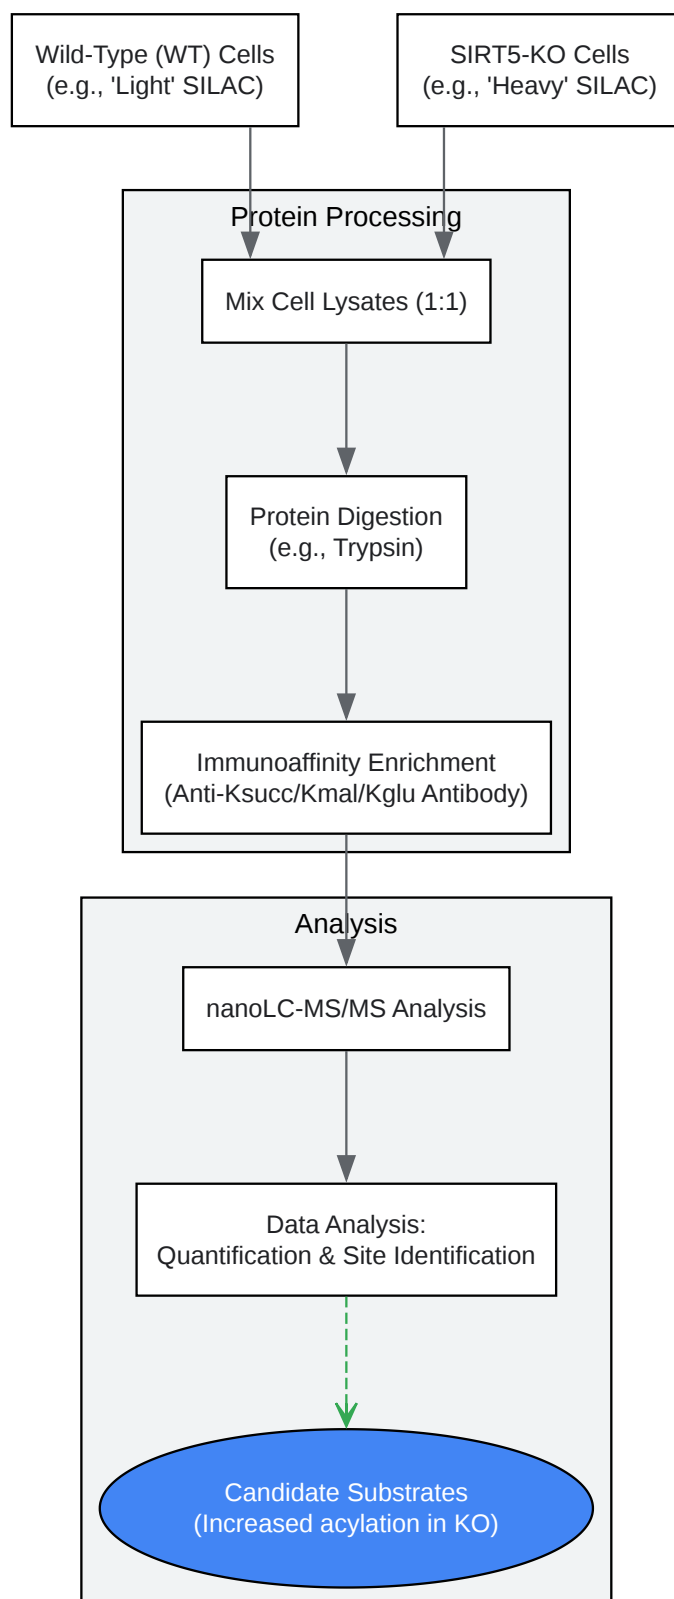 Wild-Type (WT) Cells
(e.g., 'Light' SILAC)
SIRT5-KO Cells
(e.g., 'Heavy' SILAC)
Protein Processing
Mix Cell Lysates (1:1)
Protein Digestion
(e.g., Trypsin)
Immunoaffinity Enrichment
(Anti-Ksucc/Kmal/Kglu Antibody)
Analysis
nanoLC-MS/MS Analysis
Data Analysis:
Quantification & Site Identification
Candidate Substrates
(Increased acylation in KO)